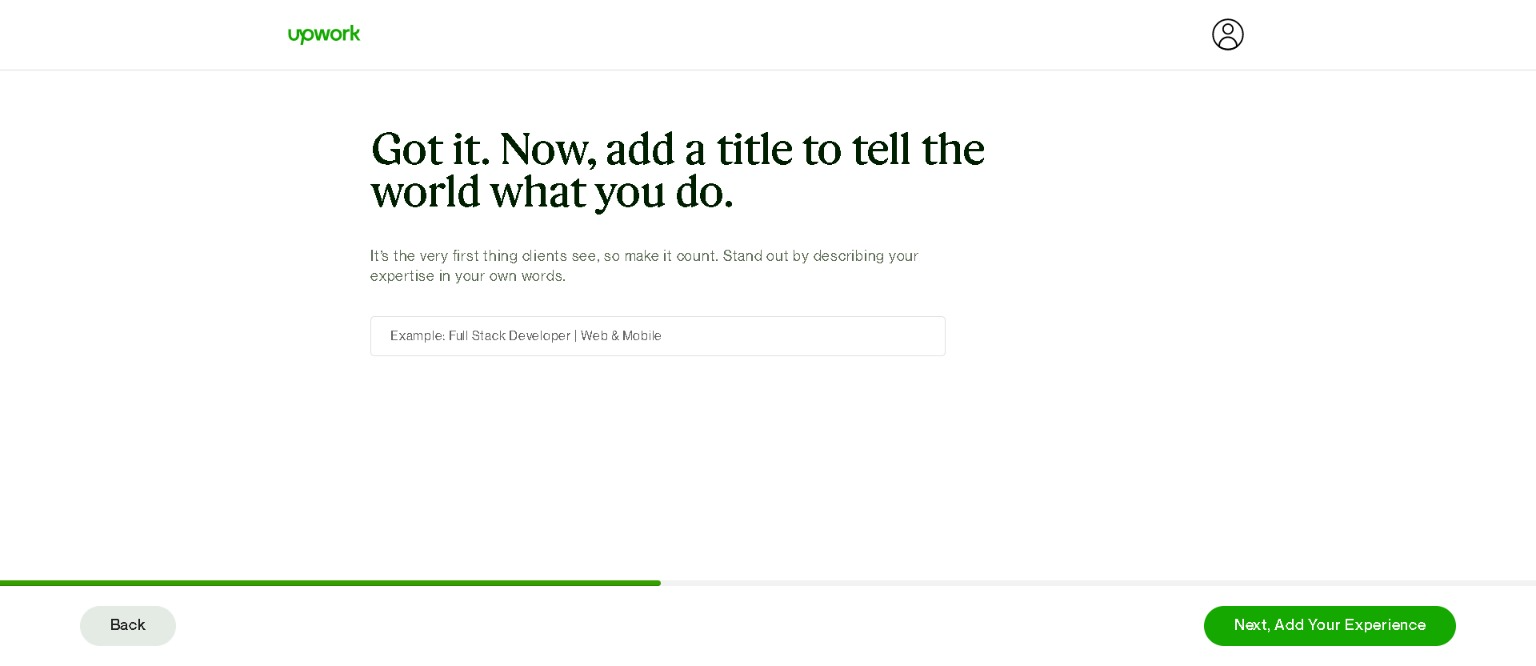 upwork
Got it. Now, add a title to tell the
world what you do.
It's the very first thing clients see, so make it count. Stand out by describing your
expertise in your own words.
Example: Full Stack Developer | Web & Mobile
Back
Next, Add Your Experience